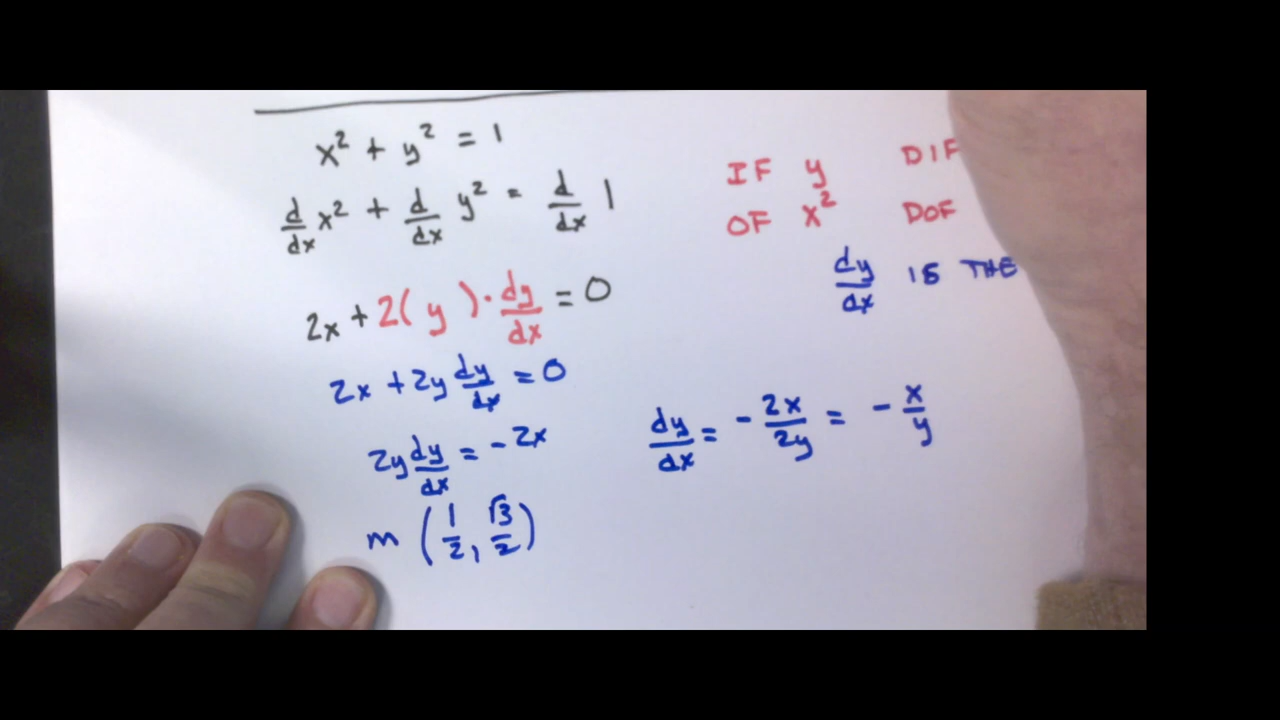 x² + y² = 1
d/dx x² + d/dx y² = d/dx 1
2x + 2( y ) · dy/dx = 0
2x + 2y dy/dx = 0
2y dy/dx = - 2x
m (1/2, √3/2)
IF y
OF x²
dy/dx IS THE
dy/dx = - 2x/2y = - x/y